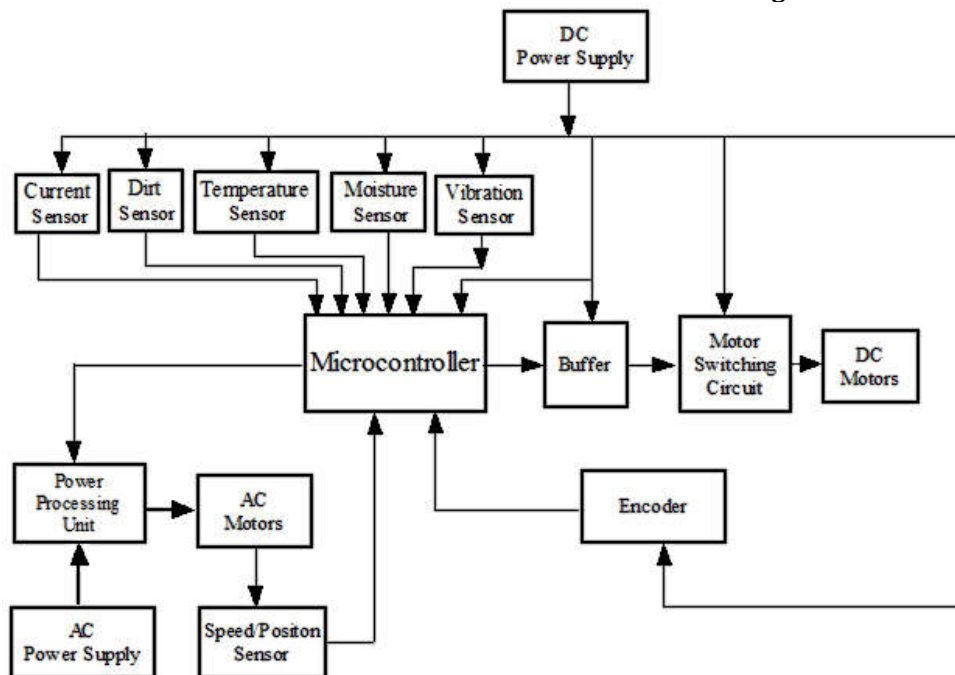 DC
Power Supply
Current
Sensor
Dirt
Sensor
Temperature
Sensor
Moisture
Sensor
Vibration
Sensor
Microcontroller
Buffer
Motor
Switching
Circuit
DC
Motors
Power
Processing
Unit
AC
Motors
Encoder
AC
Power Supply
Speed/Positon
Sensor